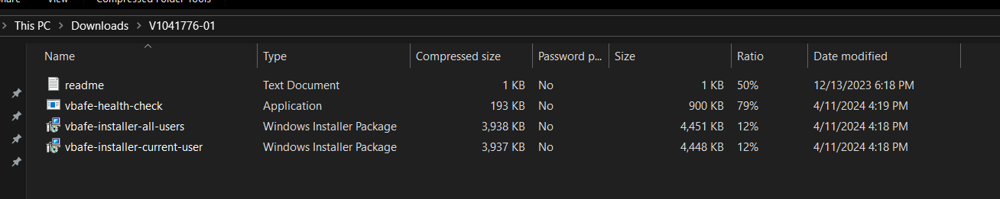 Share View Compressed Folder Tools
This PC > Downloads > V1041776-01
Name Type Compressed size Password p... Size Ratio Date modified
readme Text Document 1 KB No 1 KB 50% 12/13/2023 6:18 PM
vbafe-health-check Application 193 KB No 900 KB 79% 4/11/2024 4:19 PM
vbafe-installer-all-users Windows Installer Package 3,938 KB No 4,451 KB 12% 4/11/2024 4:18 PM
vbafe-installer-current-user Windows Installer Package 3,937 KB No 4,448 KB 12% 4/11/2024 4:18 PM